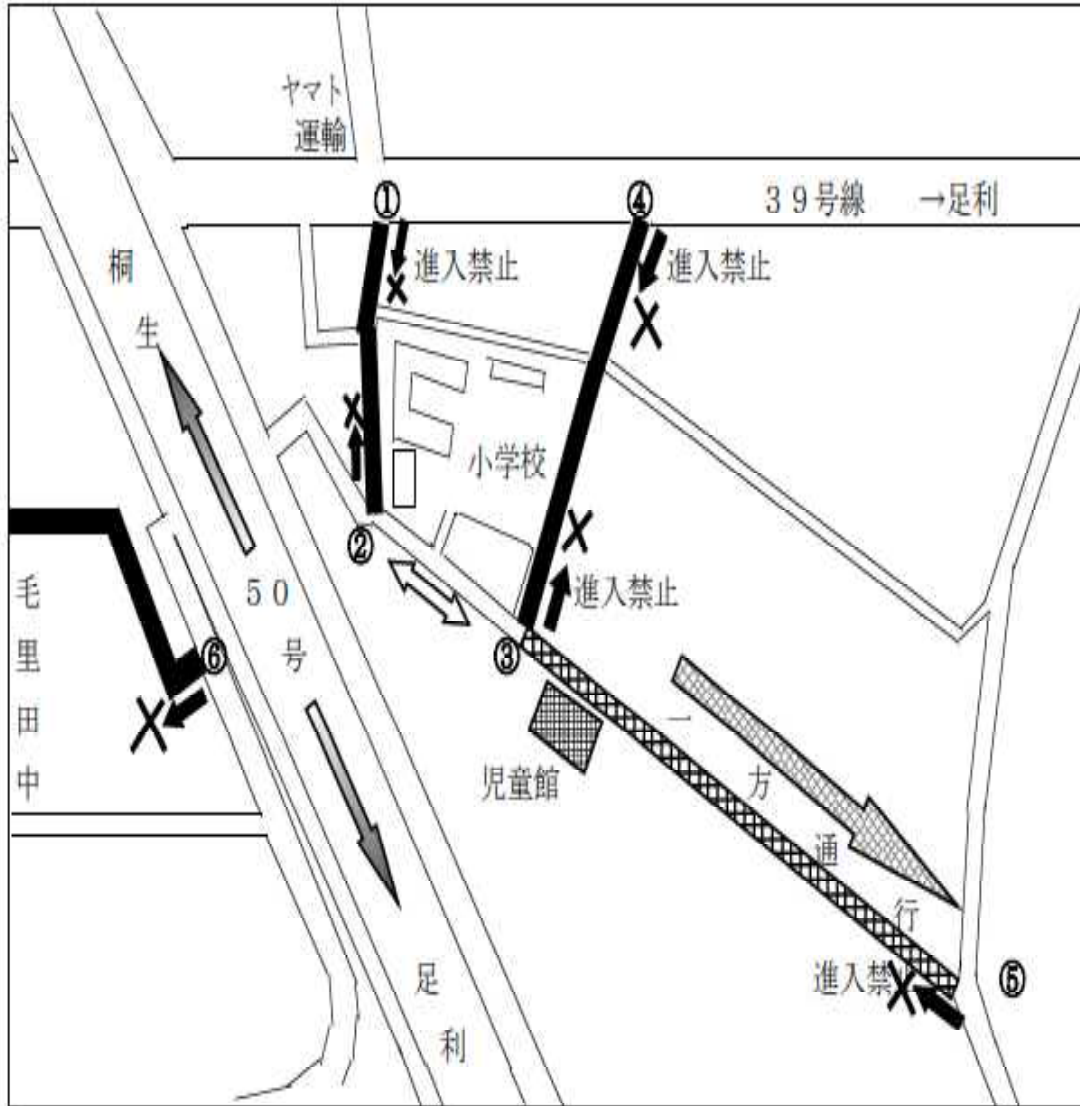 ヤマト
運輸
①
④
39号線 →足利
桐生
進入禁止
進入禁止
小学校
②
50号
進入禁止
毛里田中
⑥
③
児童館
一方通行
進入禁
⑤
足利